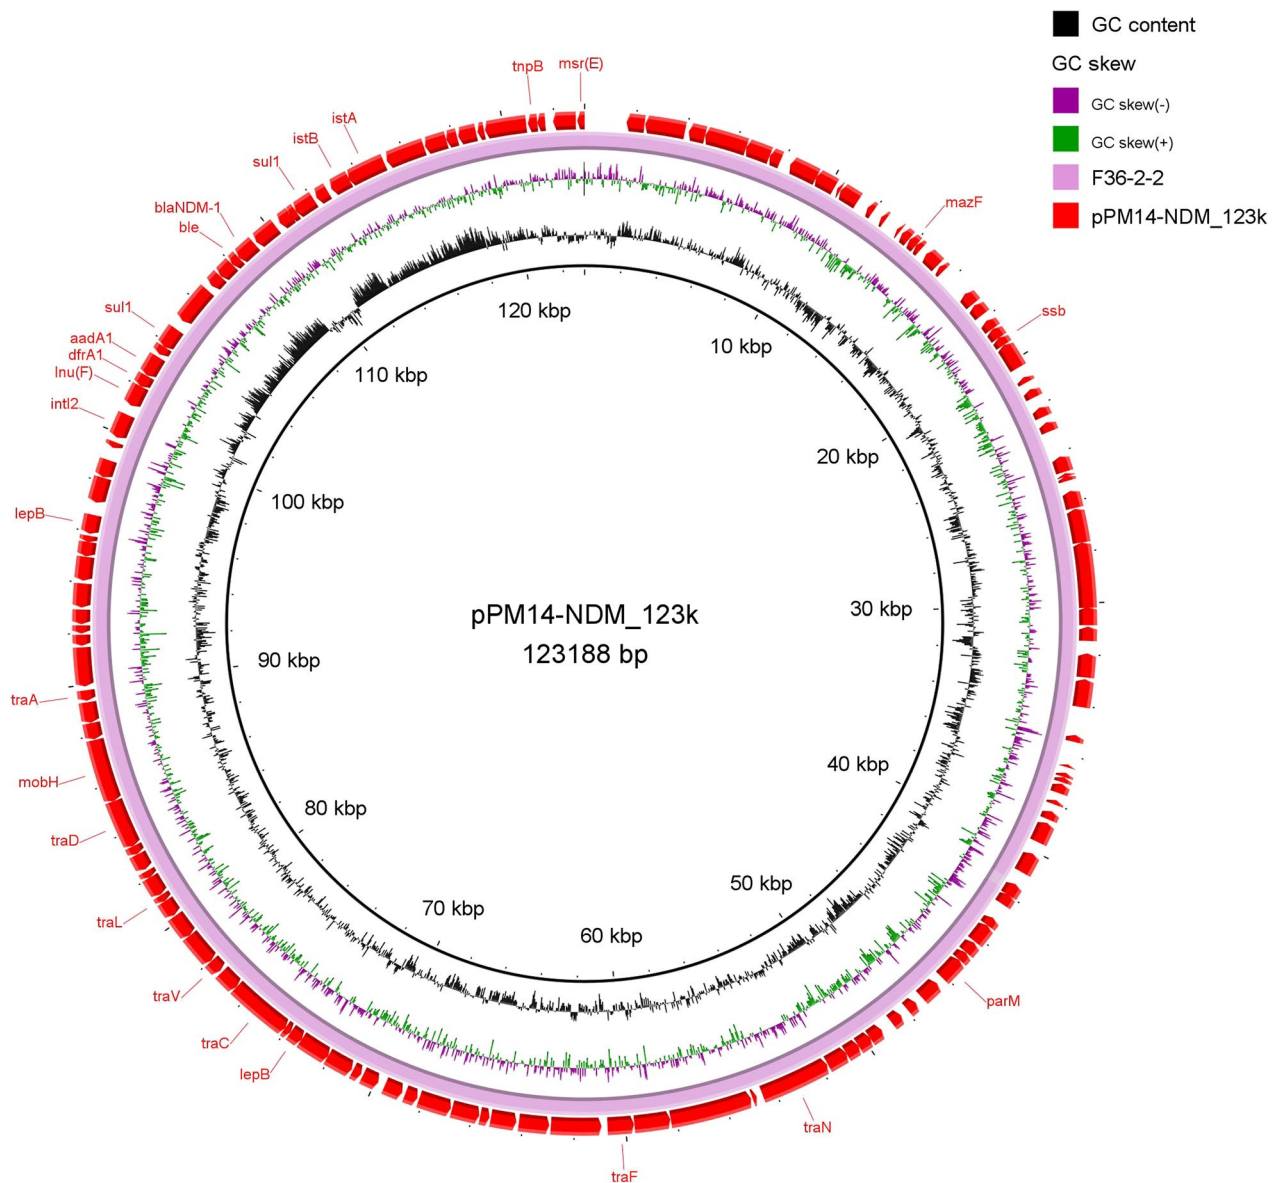 GC content
GC skew
GC skew(-)
GC skew(+)
F36-2-2
pPM14-NDM_123k
tnpB
msr(E)
istA
istB
sul1
blaNDM-1
ble
sul1
aadA1
dfrA1
lnu(F)
intI2
lepB
traA
mobH
traD
traL
traV
traC
lepB
traF
traN
parM
ssb
mazF
120 kbp
10 kbp
110 kbp
20 kbp
100 kbp
30 kbp
pPM14-NDM_123k
123188 bp
90 kbp
40 kbp
80 kbp
50 kbp
70 kbp
60 kbp